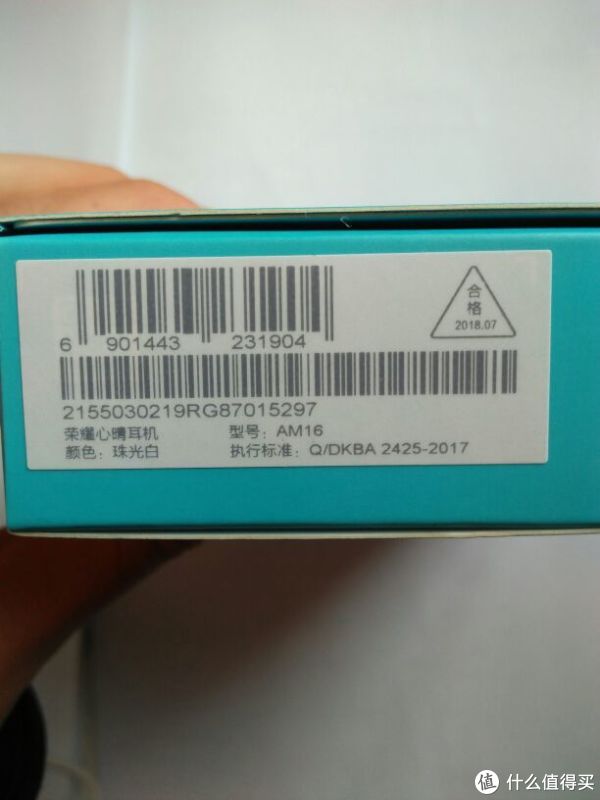 合
格
2018.07
6 901443 231904
2155030219RG87015297
荣耀心晴耳机 型号：AM16
颜色：珠光白 执行标准：Q/DKBA 2425-2017
值 什么值得买